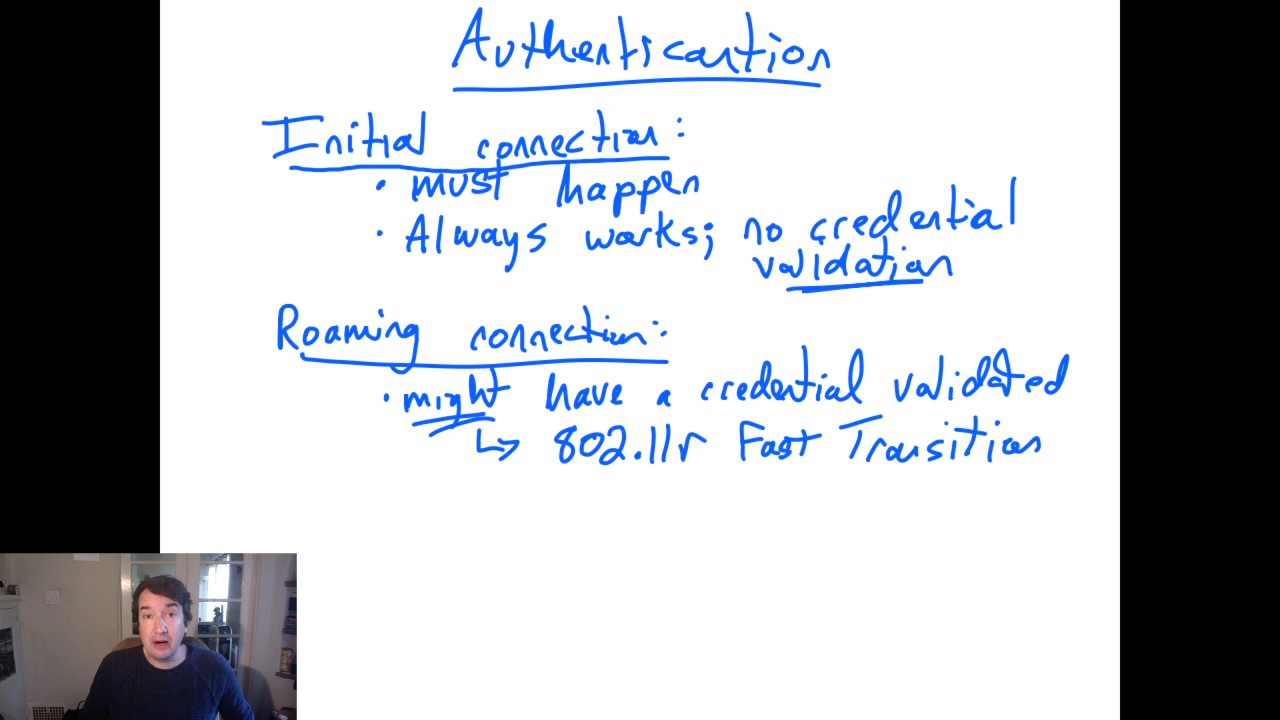 Authentication
Initial connection:
• must happen
• Always works; no credential
validation
Roaming connection:
• might have a credential validated
↳ 802.11r Fast Transition